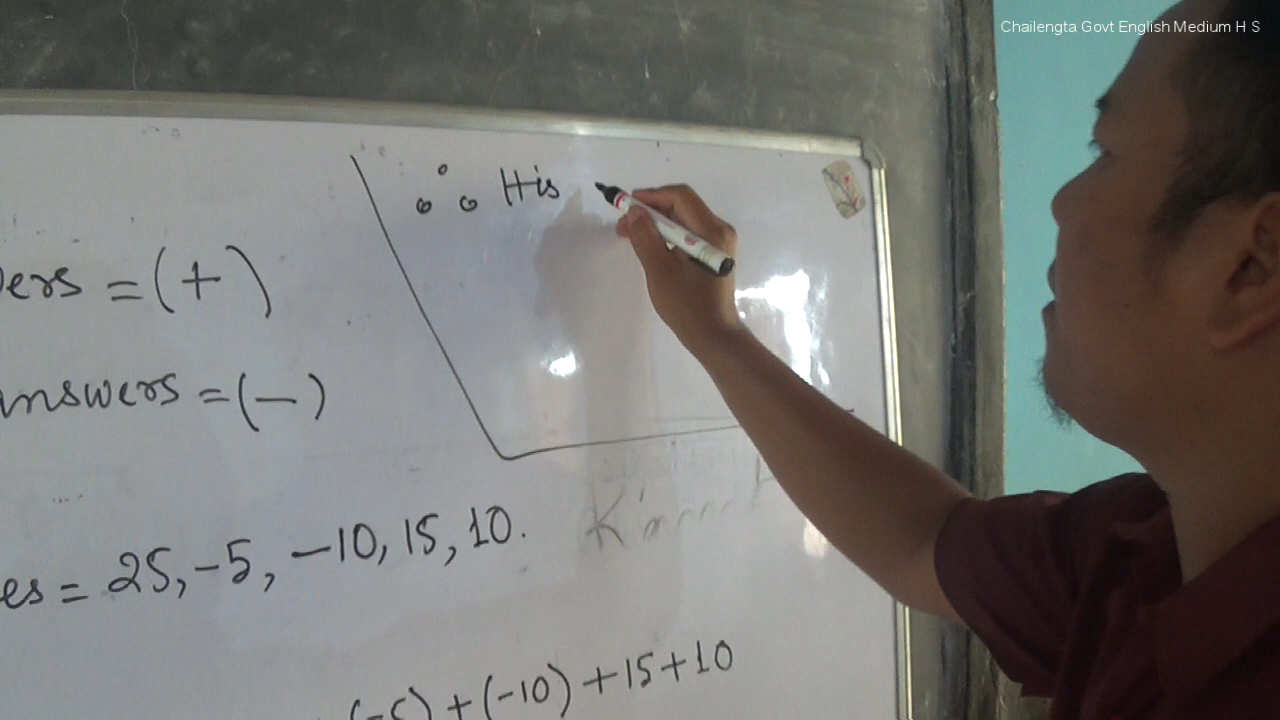 Chailengta Govt English Medium H S
∴ His
ers = (+)
answers = (-)
es = 25, -5, -10, 15, 10.
(-5) + (-10) + 15 + 10